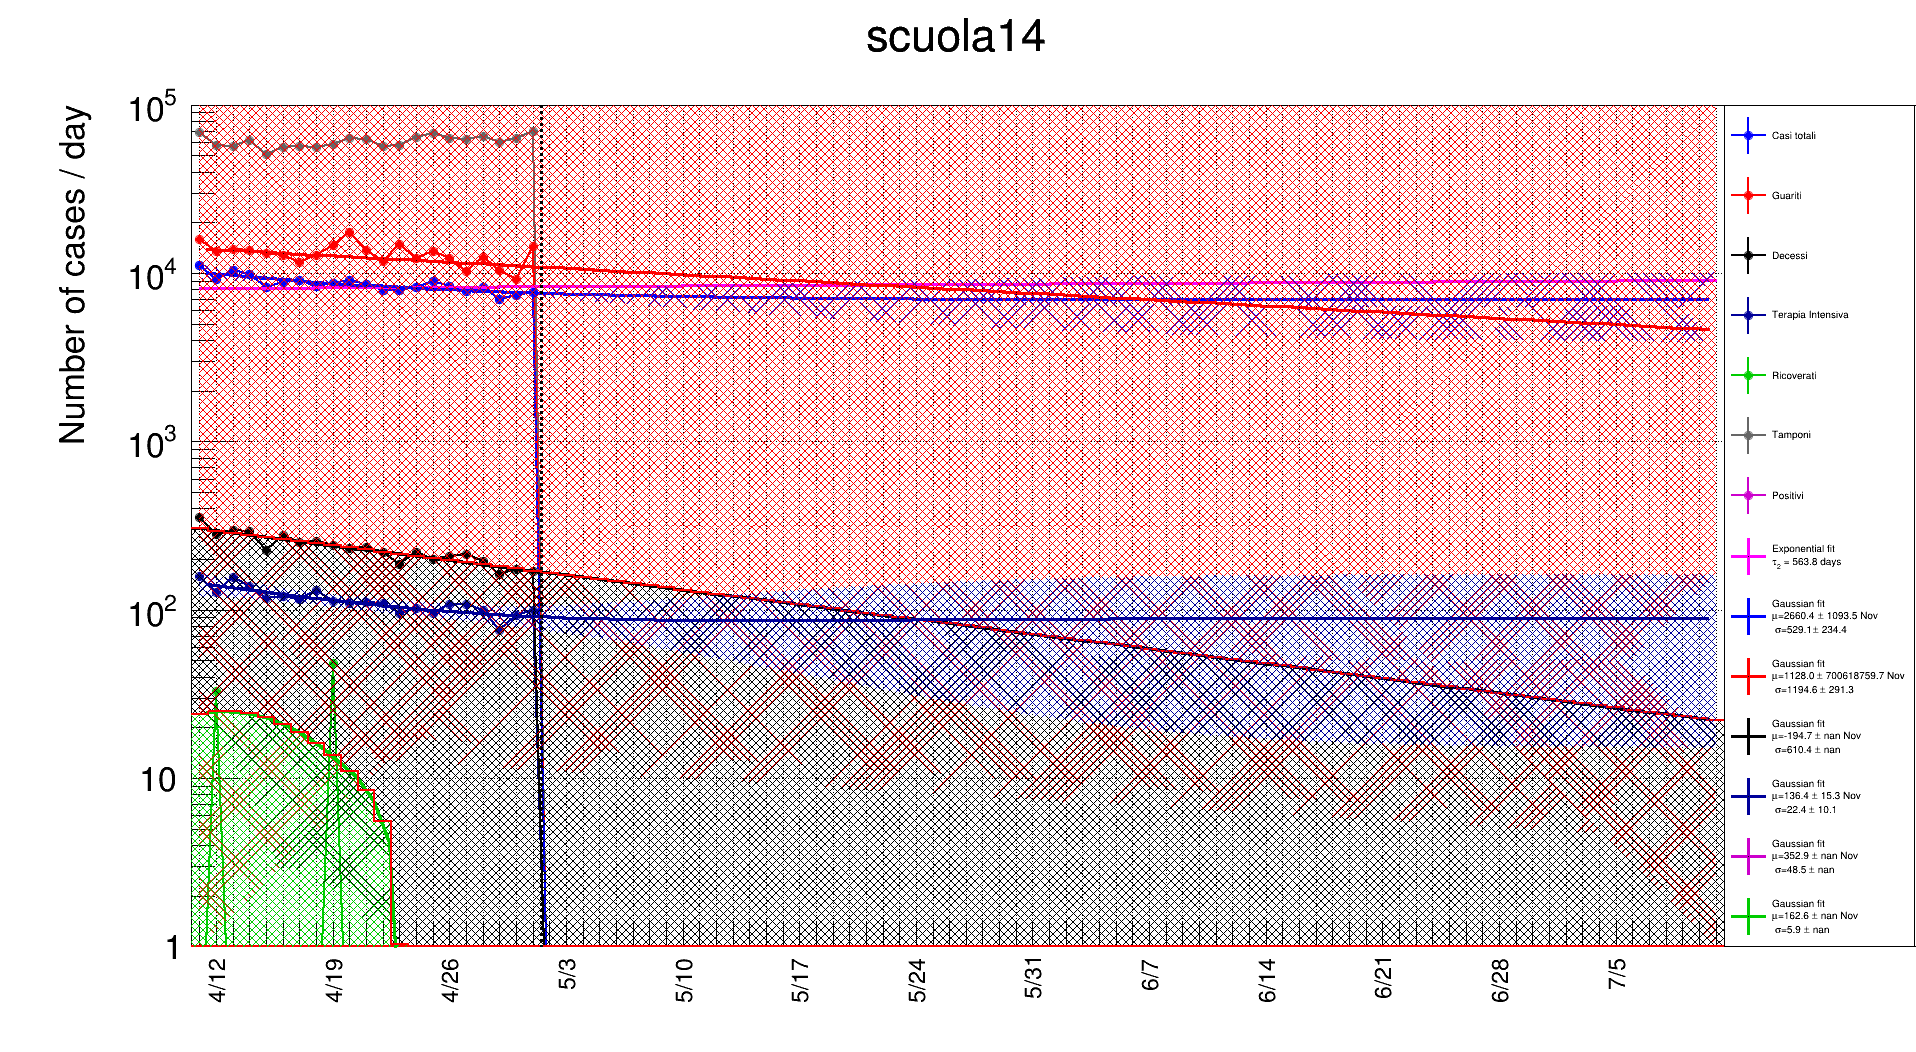 scuola14
Number of cases / day
10^5
10^4
10^3
10^2
10
1
4/12
4/19
4/26
5/3
5/10
5/17
5/24
5/31
6/7
6/14
6/21
6/28
7/5
Casi totali
Guariti
Decessi
Terapia Intensiva
Ricoverati
Tamponi
Positivi
Exponential fit
τ₂ = 563.8 days
Gaussian fit
μ=2660.4 ± 1093.5 Nov
σ=529.1± 234.4
Gaussian fit
μ=1128.0 ± 700618759.7 Nov
σ=1194.6 ± 291.3
Gaussian fit
μ=-194.7 ± nan Nov
σ=610.4 ± nan
Gaussian fit
μ=136.4 ± 15.3 Nov
σ=22.4 ± 10.1
Gaussian fit
μ=352.9 ± nan Nov
σ=48.5 ± nan
Gaussian fit
μ=162.6 ± nan Nov
σ=5.9 ± nan